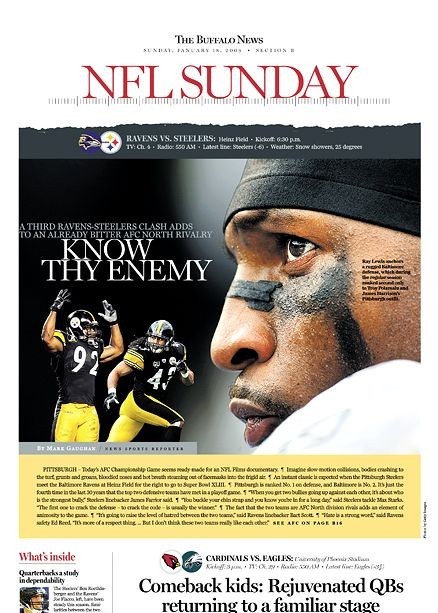 THE BUFFALO NEWS
SUNDAY, JANUARY 18, 2009 • SECTION B
NFL SUNDAY
RAVENS VS. STEELERS: Heinz Field • Kickoff: 6:30 p.m.
TV: Ch. 4 • Radio: 550 AM • Latest line: Steelers (-6) • Weather: Snow showers, 25 degrees
A THIRD RAVENS-STEELERS CLASH ADDS
TO AN ALREADY BITTER AFC NORTH RIVALRY
KNOW
THY ENEMY
Ray Lewis anchors
a rugged Baltimore
defense, which during
the regular season
ranked second only
to Troy Polamalu and
James Harrison's
Pittsburgh outfit.
92
43
BY MARK GAUGHAN / NEWS SPORTS REPORTER
PITTSBURGH – Today's AFC Championship Game seems ready-made for an NFL Films documentary. ¶ Imagine slow motion collisions, bodies crashing to
the turf, grunts and groans, bloodied noses and hot breath steaming out of facemasks into the frigid air. ¶ An instant classic is expected when the Pittsburgh Steelers
meet the Baltimore Ravens at Heinz Field for the right to go to Super Bowl XLIII. ¶ Pittsburgh is ranked No. 1 on defense, and Baltimore is No. 2. It's just the
fourth time in the last 30 years that the top two defensive teams have met in a playoff game. ¶ "When you get two bullies going up against each other, it's about who
is the strongest bully," Steelers linebacker James Farrior said. ¶ "You buckle your chin strap and you know you're in for a long day," said Steelers tackle Max Starks.
"The first one to crack the defense – to crack the code – is usually the winner." ¶ The fact that the two teams are AFC North division rivals adds an element of
animosity to the game. ¶ "It's going to raise the level of hatred between the two teams," said Ravens linebacker Bart Scott. ¶ "Hate is a strong word," said Ravens
safety Ed Reed. "It's more of a respect thing. ... But I don't think these two teams really like each other." SEE AFC ON PAGE B16
Photo by Getty Images
What's inside
Quarterbacks a study
in dependability
The Steelers' Ben Roethlis-
berger and the Ravens'
Joe Flacco, left, have been
steady this season.
CARDINALS VS. EAGLES: University of Phoenix Stadium
Kickoff: 3 p.m. • TV: Ch. 29 • Radio: 550 AM • Latest line: Eagles
Comeback kids: Rejuvenated QBs
returning to a familiar stage